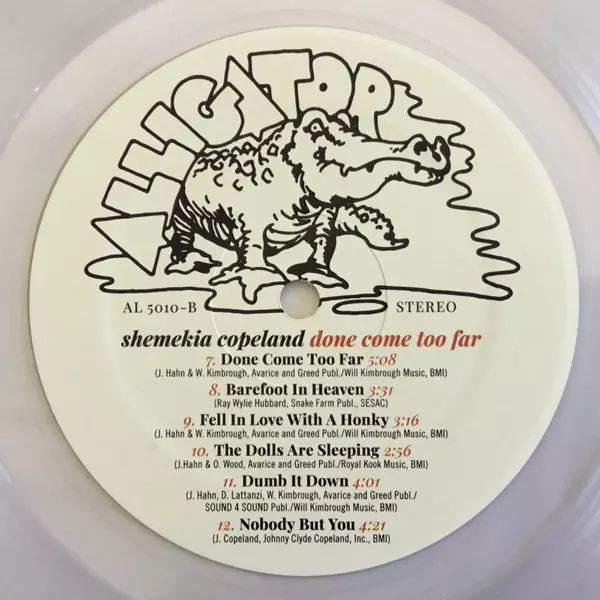 ALLIGATOR
AL 5010-B
STEREO
shemekia copeland done come too far
7. Done Come Too Far 5:08
(J. Hahn & W. Kimbrough, Avarice and Greed Publ./Will Kimbrough Music, BMI)
8. Barefoot In Heaven 3:31
(Ray Wylie Hubbard, Snake Farm Publ., SESAC)
9. Fell In Love With A Honky 3:16
(J. Hahn & W. Kimbrough, Avarice and Greed Publ./Will Kimbrough Music, BMI)
10. The Dolls Are Sleeping 2:56
(J.Hahn & O. Wood, Avarice and Greed Publ./Royal Kook Music, BMI)
11. Dumb It Down 4:01
(J. Hahn, D. Lattanzi, W. Kimbrough, Avarice and Greed Publ./
SOUND 4 SOUND Publ./Will Kimbrough Music, BMI)
12. Nobody But You 4:21
(J. Copeland, Johnny Clyde Copeland, Inc., BMI)